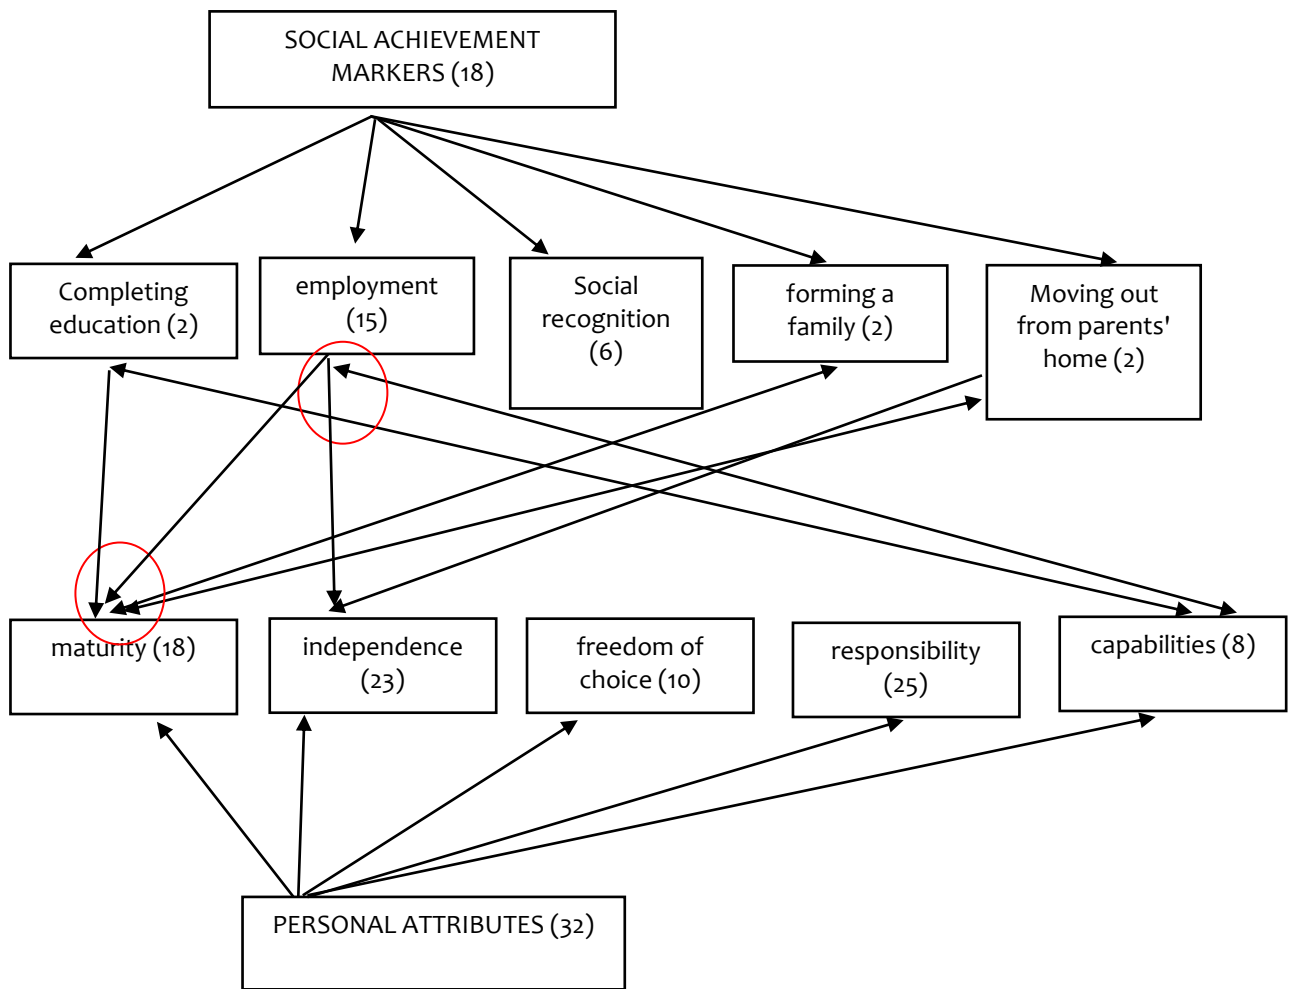 SOCIAL ACHIEVEMENT
MARKERS (18)
Completing
education (2)
employment
(15)
Social
recognition
(6)
forming a
family (2)
Moving out
from parents'
home (2)
maturity (18)
independence
(23)
freedom of
choice (10)
responsibility
(25)
capabilities (8)
PERSONAL ATTRIBUTES (32)